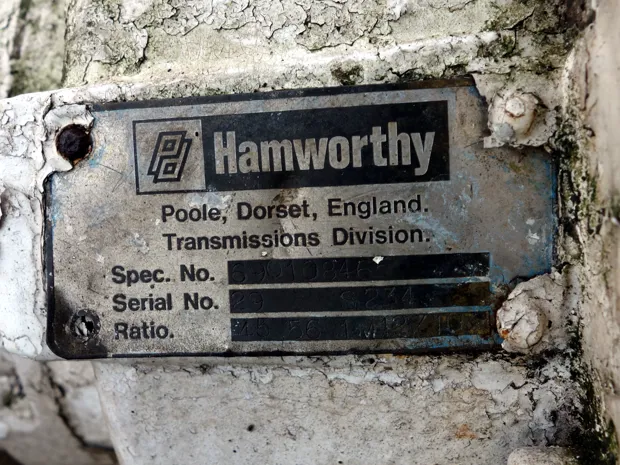 Hamworthy
Poole, Dorset, England.
Transmissions Division.
Spec. No.
Serial No.
Ratio.